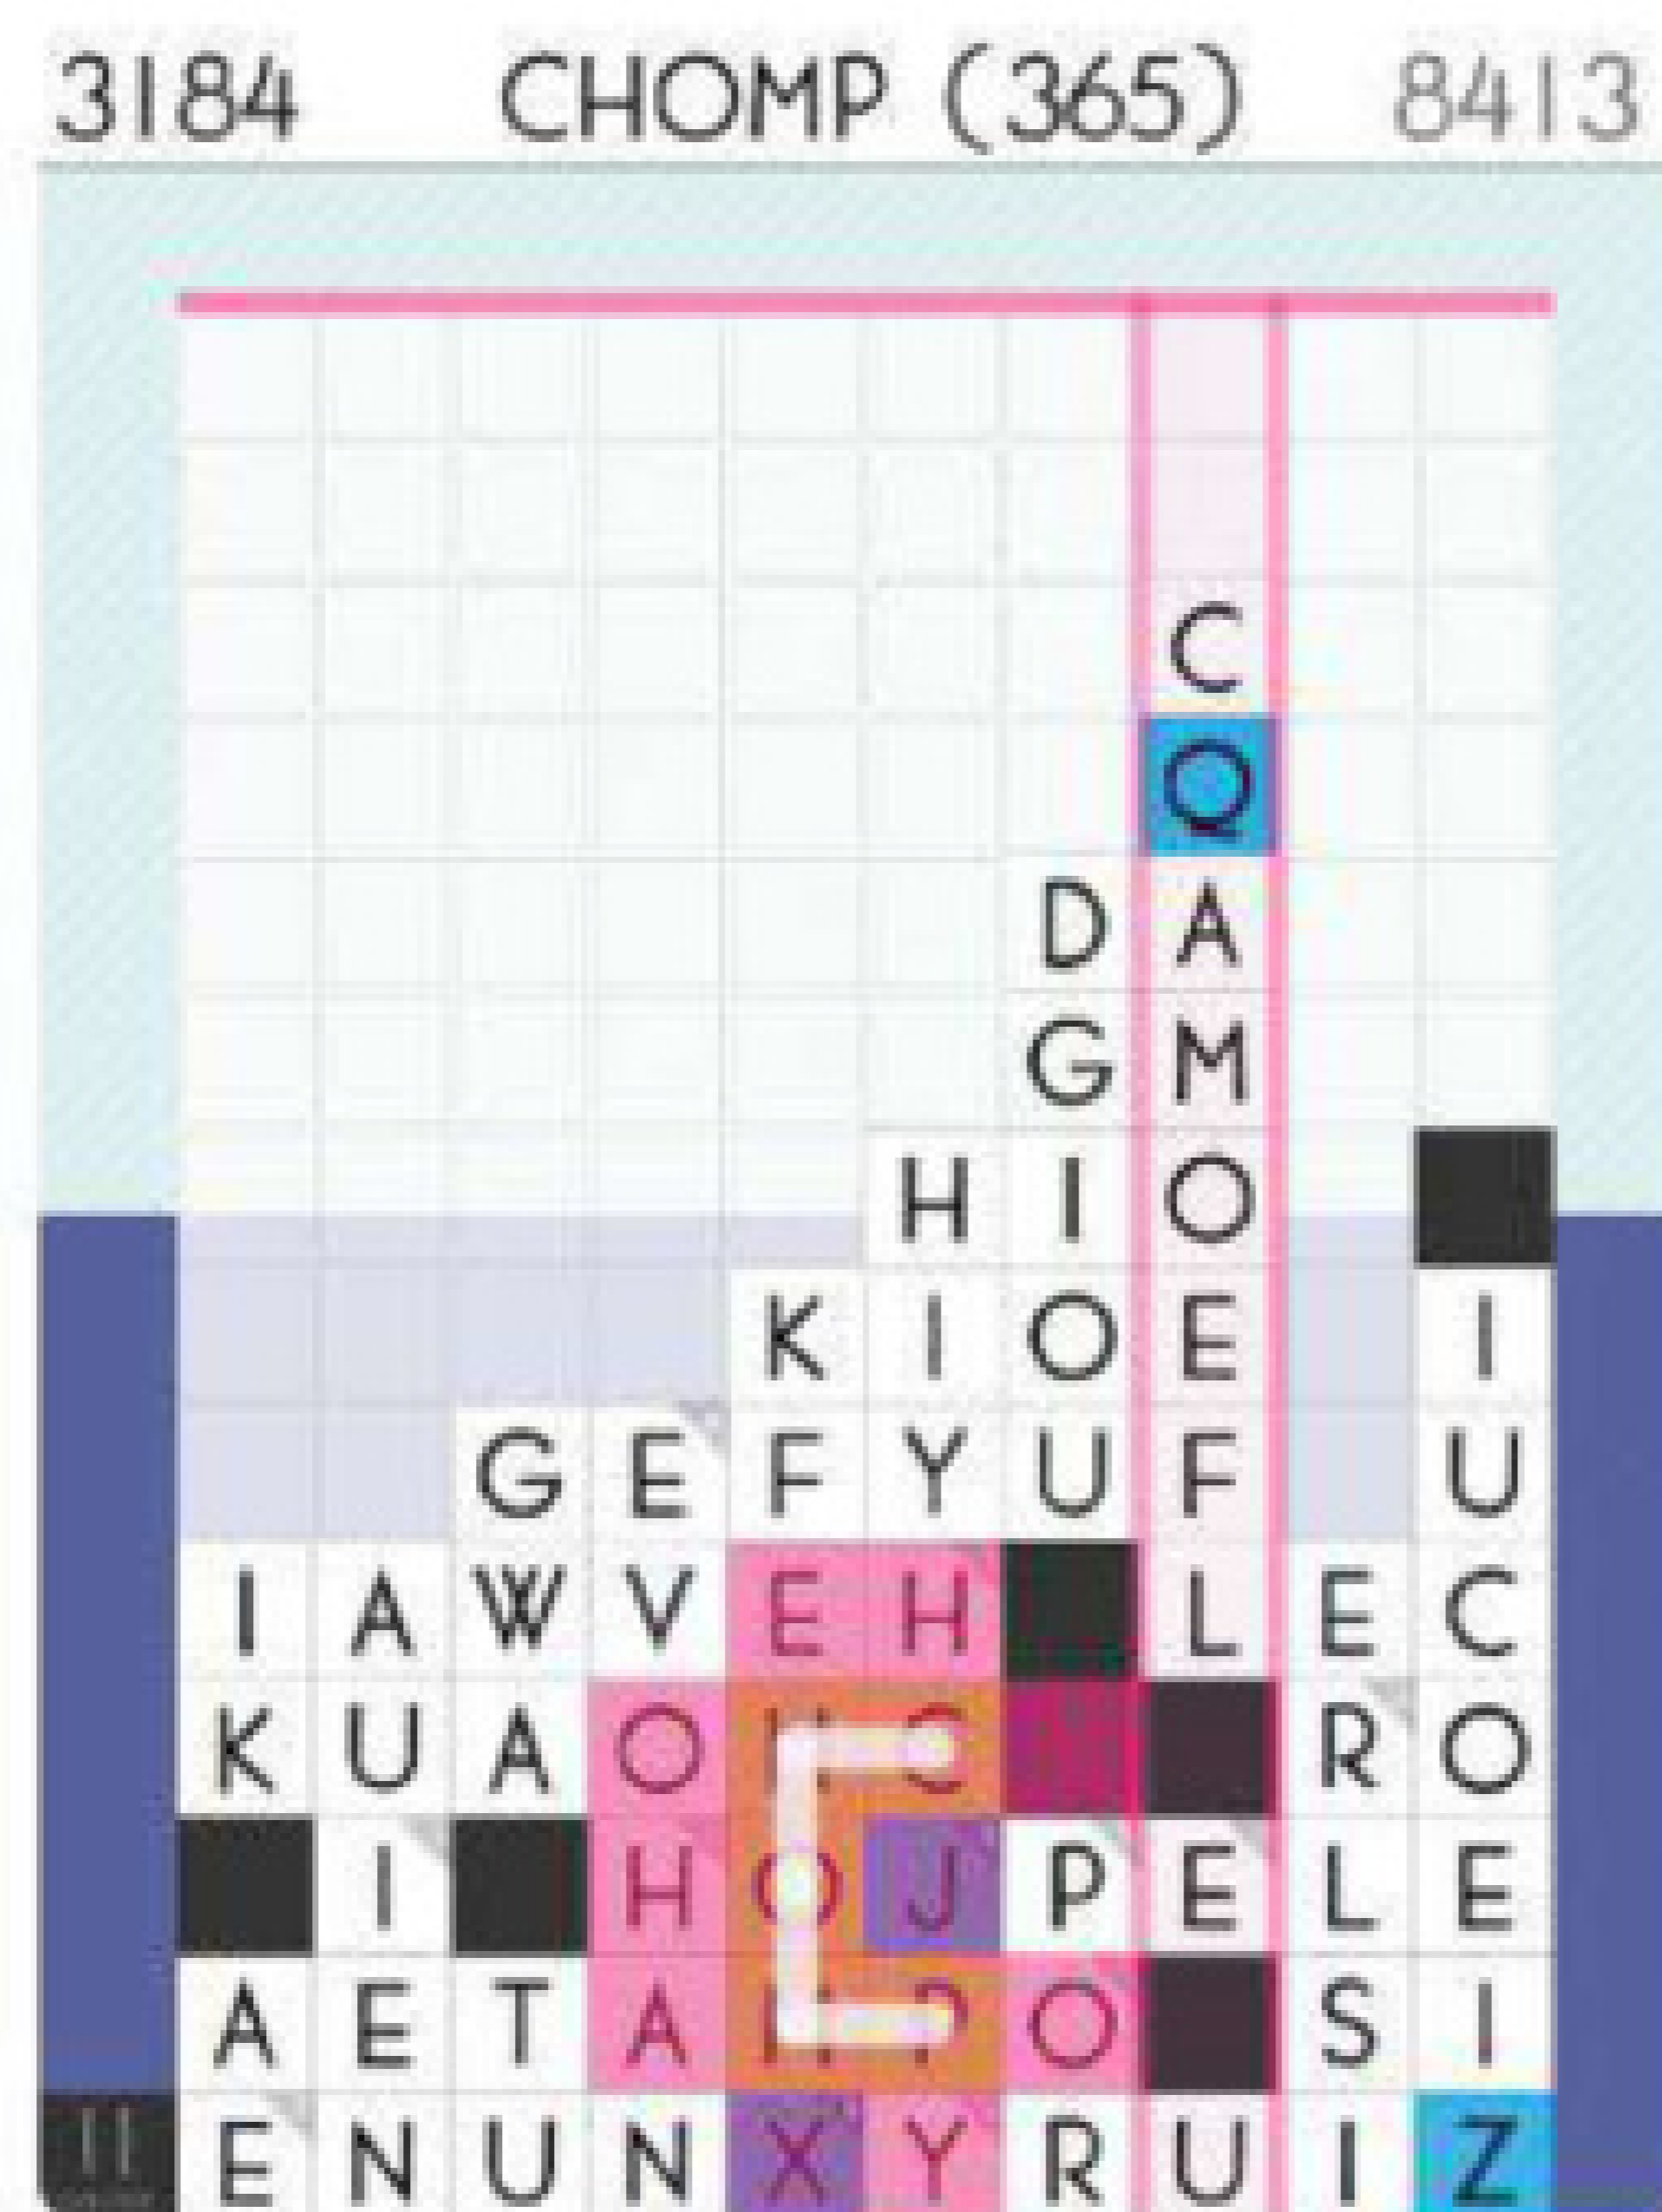 3184 CHOMP (365) 8413
C
Q
D A
G M
H I O
K I O E I
G E F Y U F U
I A W V E H L E C
K U A O H C R O
I H O J P E L E
A E T A M P O S I
E N U N X Y R U I Z